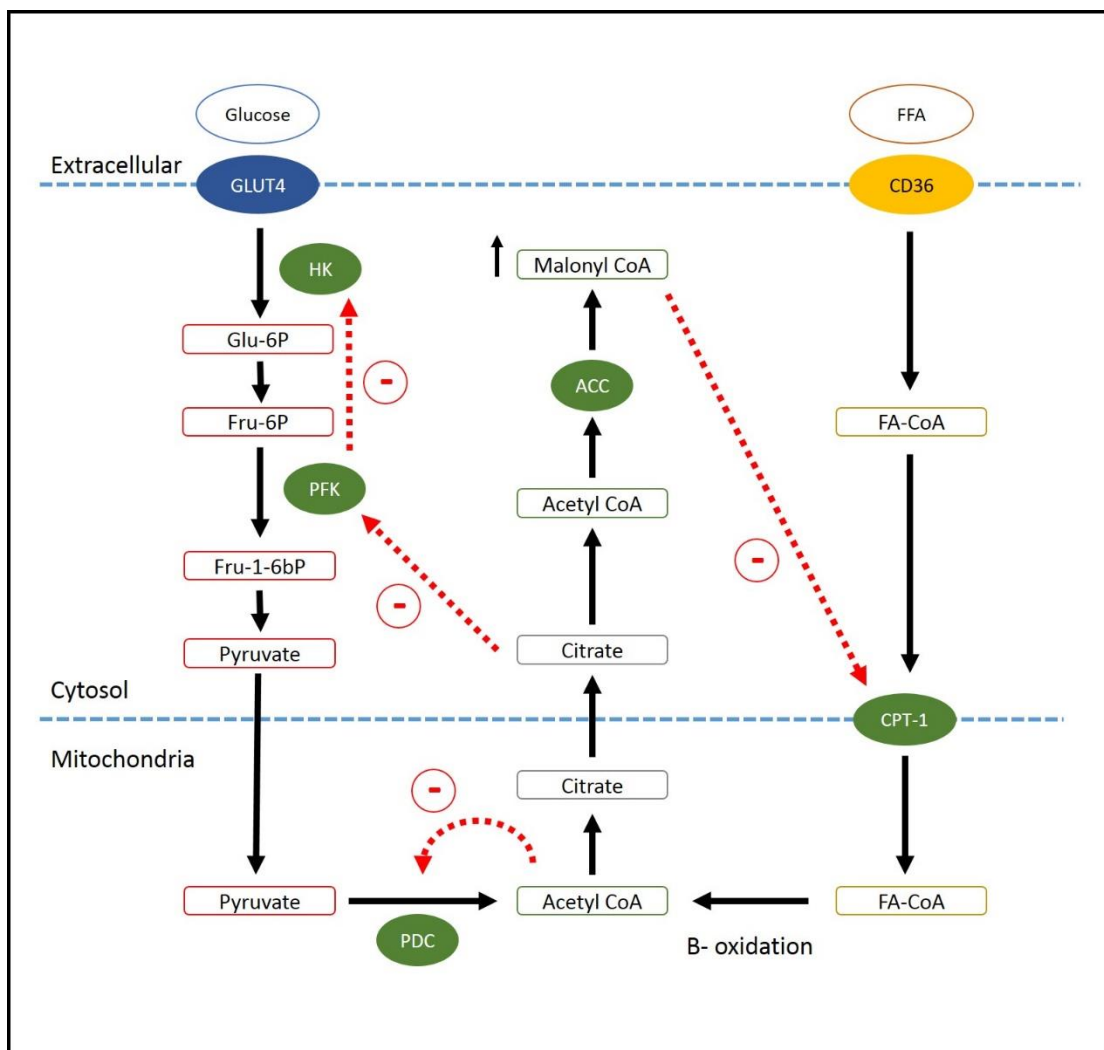 Glucose
FFA
Extracellular
GLUT4
CD36
HK
Malonyl CoA
Glu-6P
-
ACC
Fru-6P
FA-CoA
PFK
Acetyl CoA
-
Fru-1-6bP
-
Pyruvate
Citrate
Cytosol
CPT-1
Mitochondria
Citrate
-
Pyruvate
Acetyl CoA
FA-CoA
PDC
B- oxidation